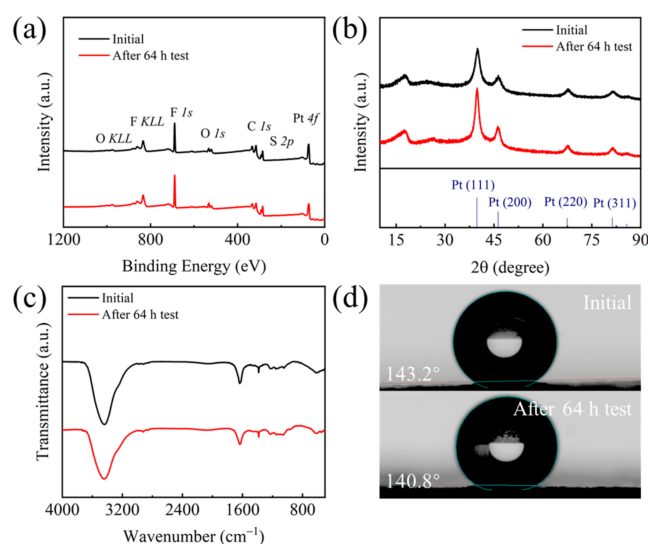 (a)
Initial
After 64 h test
O KLL
F KLL
F 1s
O 1s
C 1s
S 2p
Pt 4f
Intensity (a.u.)
1200 800 400 0
Binding Energy (eV)
(b)
Initial
After 64 h test
Pt (111)
Pt (200)
Pt (220)
Pt (311)
Intensity (a.u.)
15 30 45 60 75 90
2θ (degree)
(c)
Initial
After 64 h test
Transmittance (a.u.)
4000 3200 2400 1600 800
Wavenumber (cm⁻¹)
(d)
Initial
143.2°
After 64 h test
140.8°